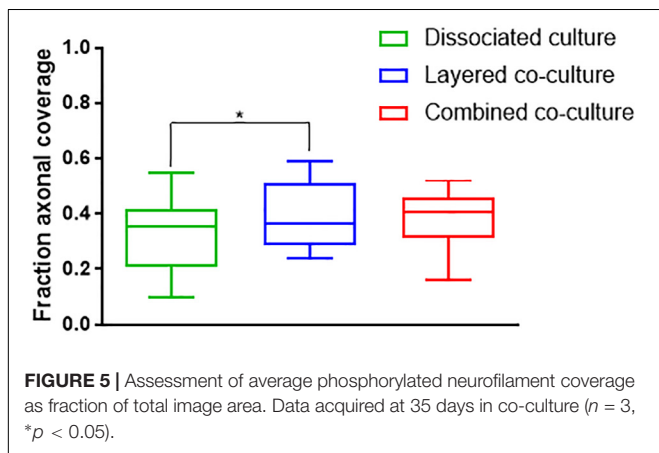 1.0
0.8
0.6
0.4
0.2
0.0
Fraction axonal coverage
*
Dissociated culture
Layered co-culture
Combined co-culture
FIGURE 5 | Assessment of average phosphorylated neurofilament coverage
as fraction of total image area. Data acquired at 35 days in co-culture (n = 3,
*p < 0.05).